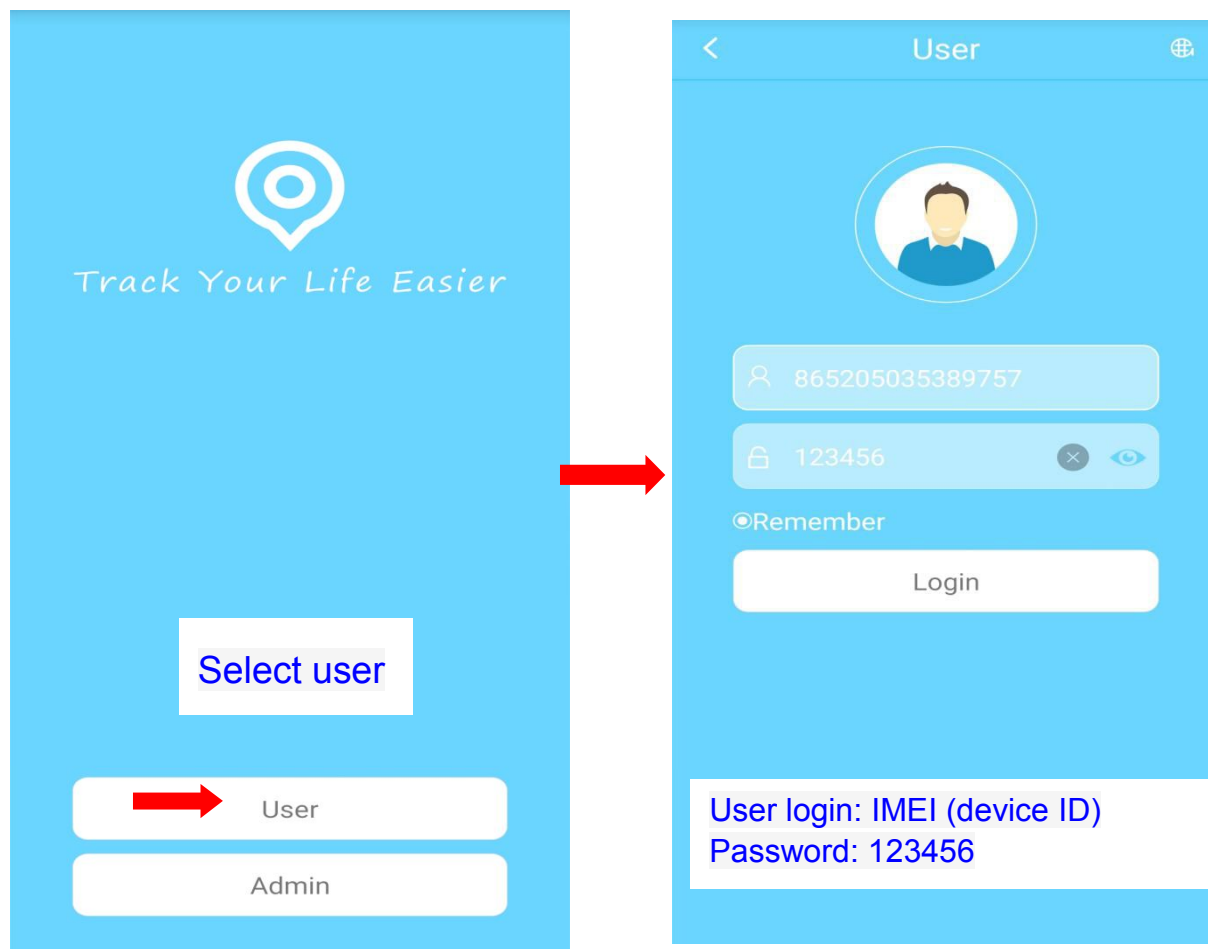 Track Your Life Easier
Select user
User
Admin
User
865205035389757
123456
Remember
Login
User login: IMEI (device ID)
Password: 123456